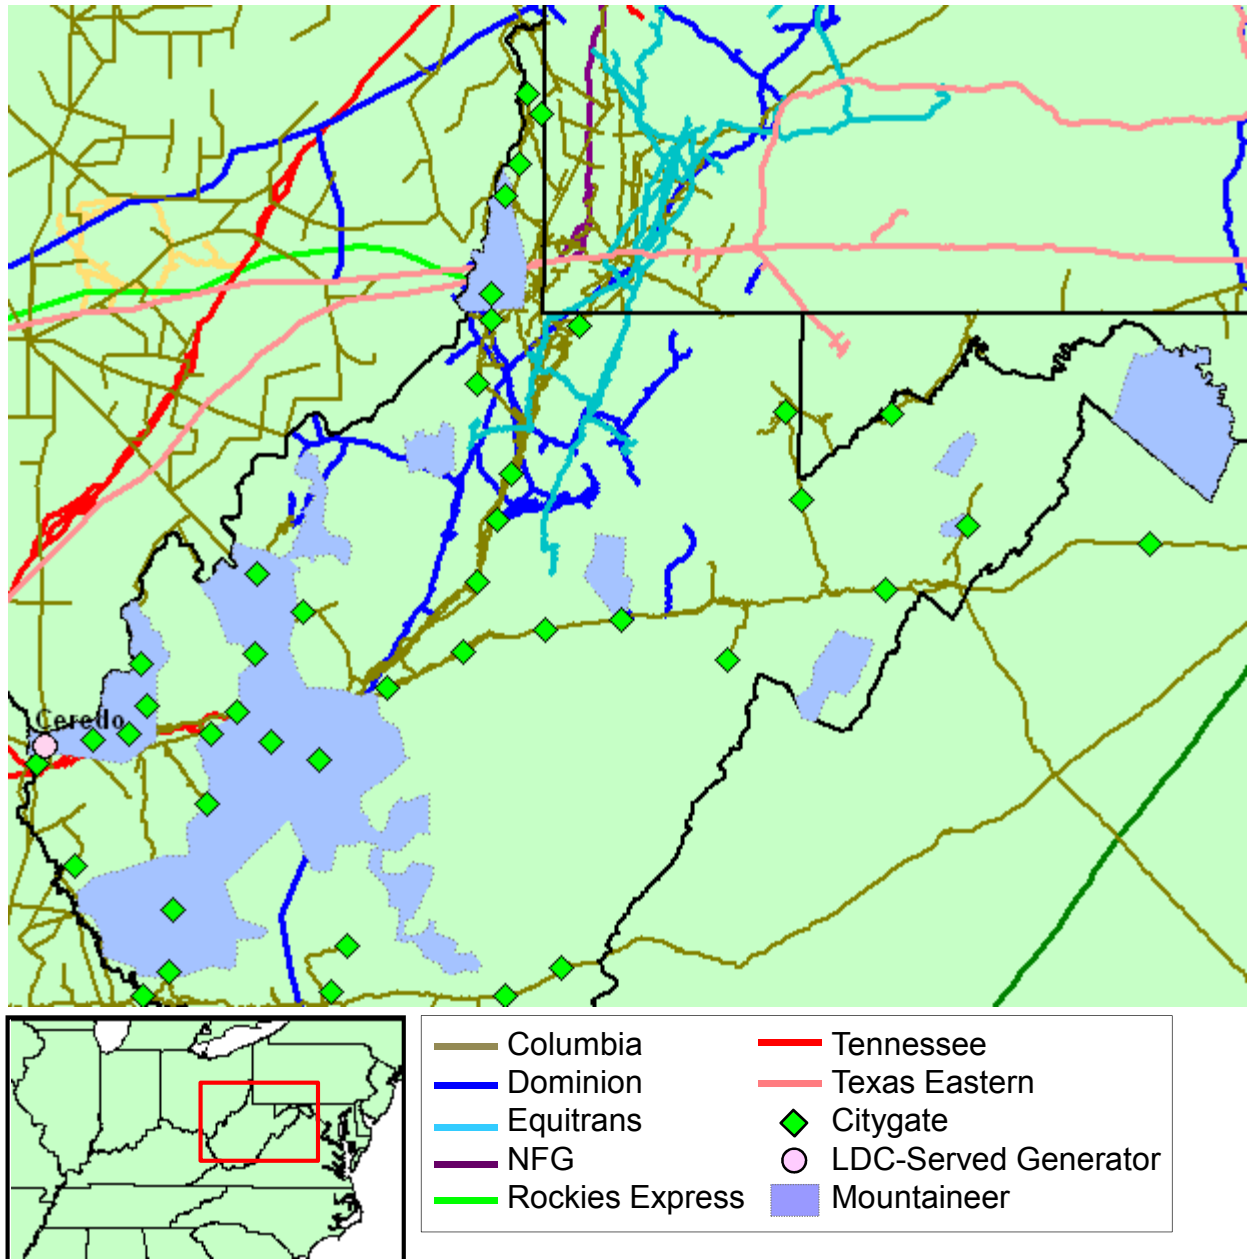 Ceredo
Columbia
Dominion
Equitrans
NFG
Rockies Express
Tennessee
Texas Eastern
Citygate
LDC-Served Generator
Mountaineer